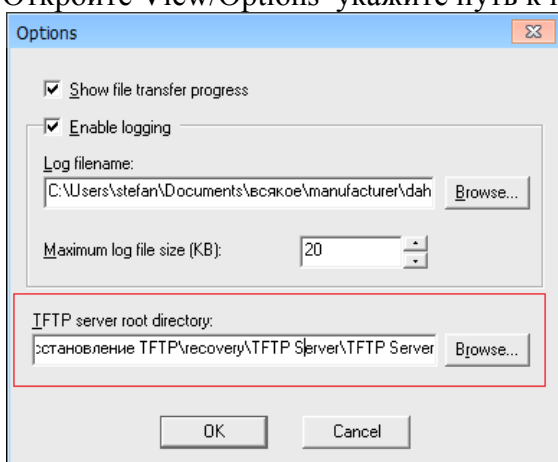 Откройте View/Options укажите путь к
Options
Show file transfer progress
Enable logging
Log filename:
C:\Users\stefan\Documents\всякое\manufacturer\dah
Browse...
Maximum log file size (KB):
20
TFTP server root directory:
сстановление TFTP\recovery\TFTP Server\TFTP Server
Browse...
OK
Cancel